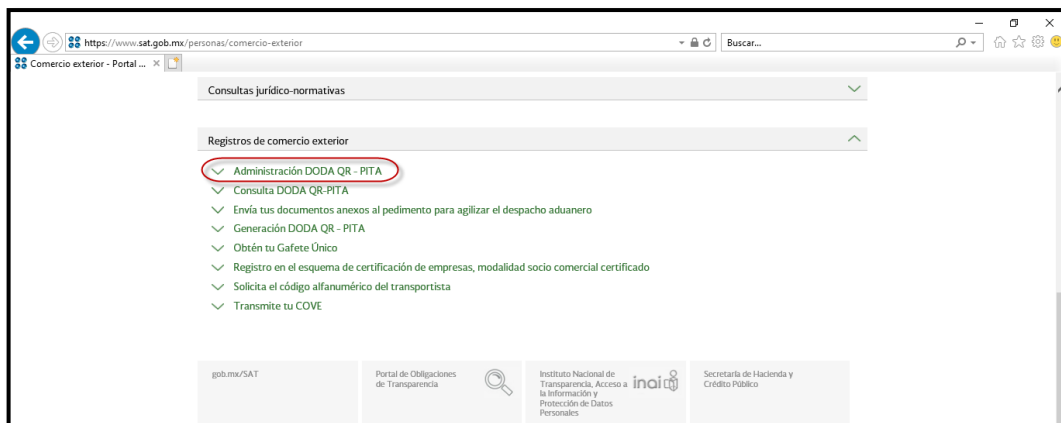 https://www.sat.gob.mx/personas/comercio-exterior
Buscar...
Comercio exterior - Portal ...
Consultas jurídico-normativas
Registros de comercio exterior
Administración DODA QR - PITA
Consulta DODA QR-PITA
Envía tus documentos anexos al pedimento para agilizar el despacho aduanero
Generación DODA QR - PITA
Obtén tu Gafete Único
Registro en el esquema de certificación de empresas, modalidad socio comercial certificado
Solicita el código alfanumérico del transportista
Transmite tu COVE
gob.mx/SAT
Portal de Obligaciones
de Transparencia
Instituto Nacional de
Transparencia, Acceso a
la Información y
Protección de Datos
Personales
inai
Secretaría de Hacienda y
Crédito Público